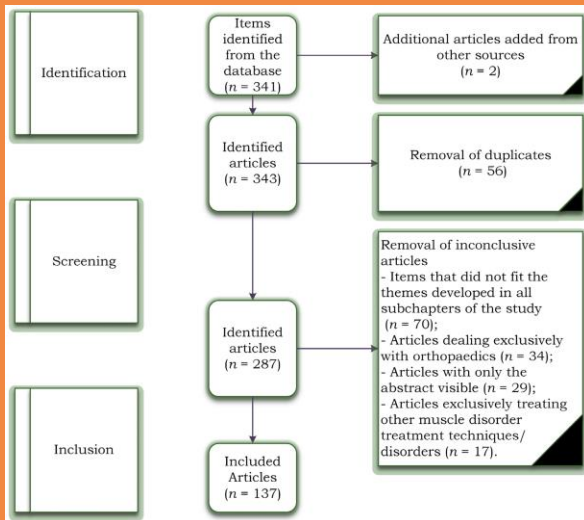 Identification
Items
identified
from the
database
(n = 341)
Additional articles added from
other sources
(n = 2)
Identified
articles
(n = 343)
Removal of duplicates
(n = 56)
Screening
Identified
articles
(n = 287)
Removal of inconclusive
articles
- Items that did not fit the
themes developed in all
subchapters of the study
(n = 70);
- Articles dealing exclusively
with orthopaedics (n = 34);
- Articles with only the
abstract visible (n = 29);
- Articles exclusively treating
other muscle disorder
treatment techniques/
disorders (n = 17).
Inclusion
Included
Articles
(n = 137)